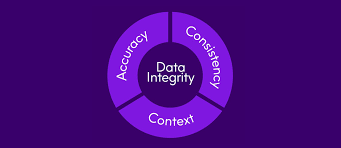 Accuracy
Consistency
Data
Integrity
Context